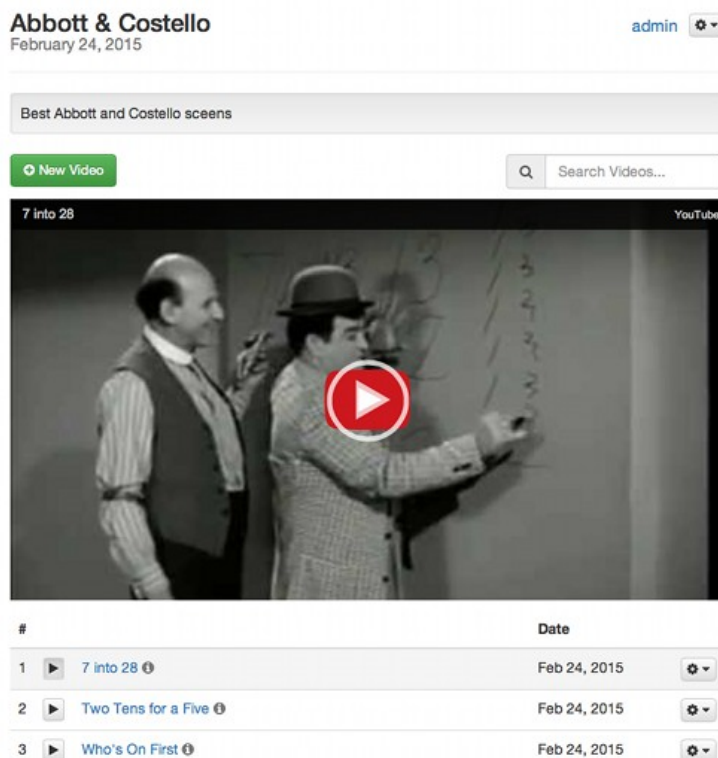 Abbott & Costello
admin
February 24, 2015
Best Abbott and Costello sceens
New Video
Search Videos...
7 into 28
YouTube
# Date
1 7 into 28 Feb 24, 2015
2 Two Tens for a Five Feb 24, 2015
3 Who's On First Feb 24, 2015